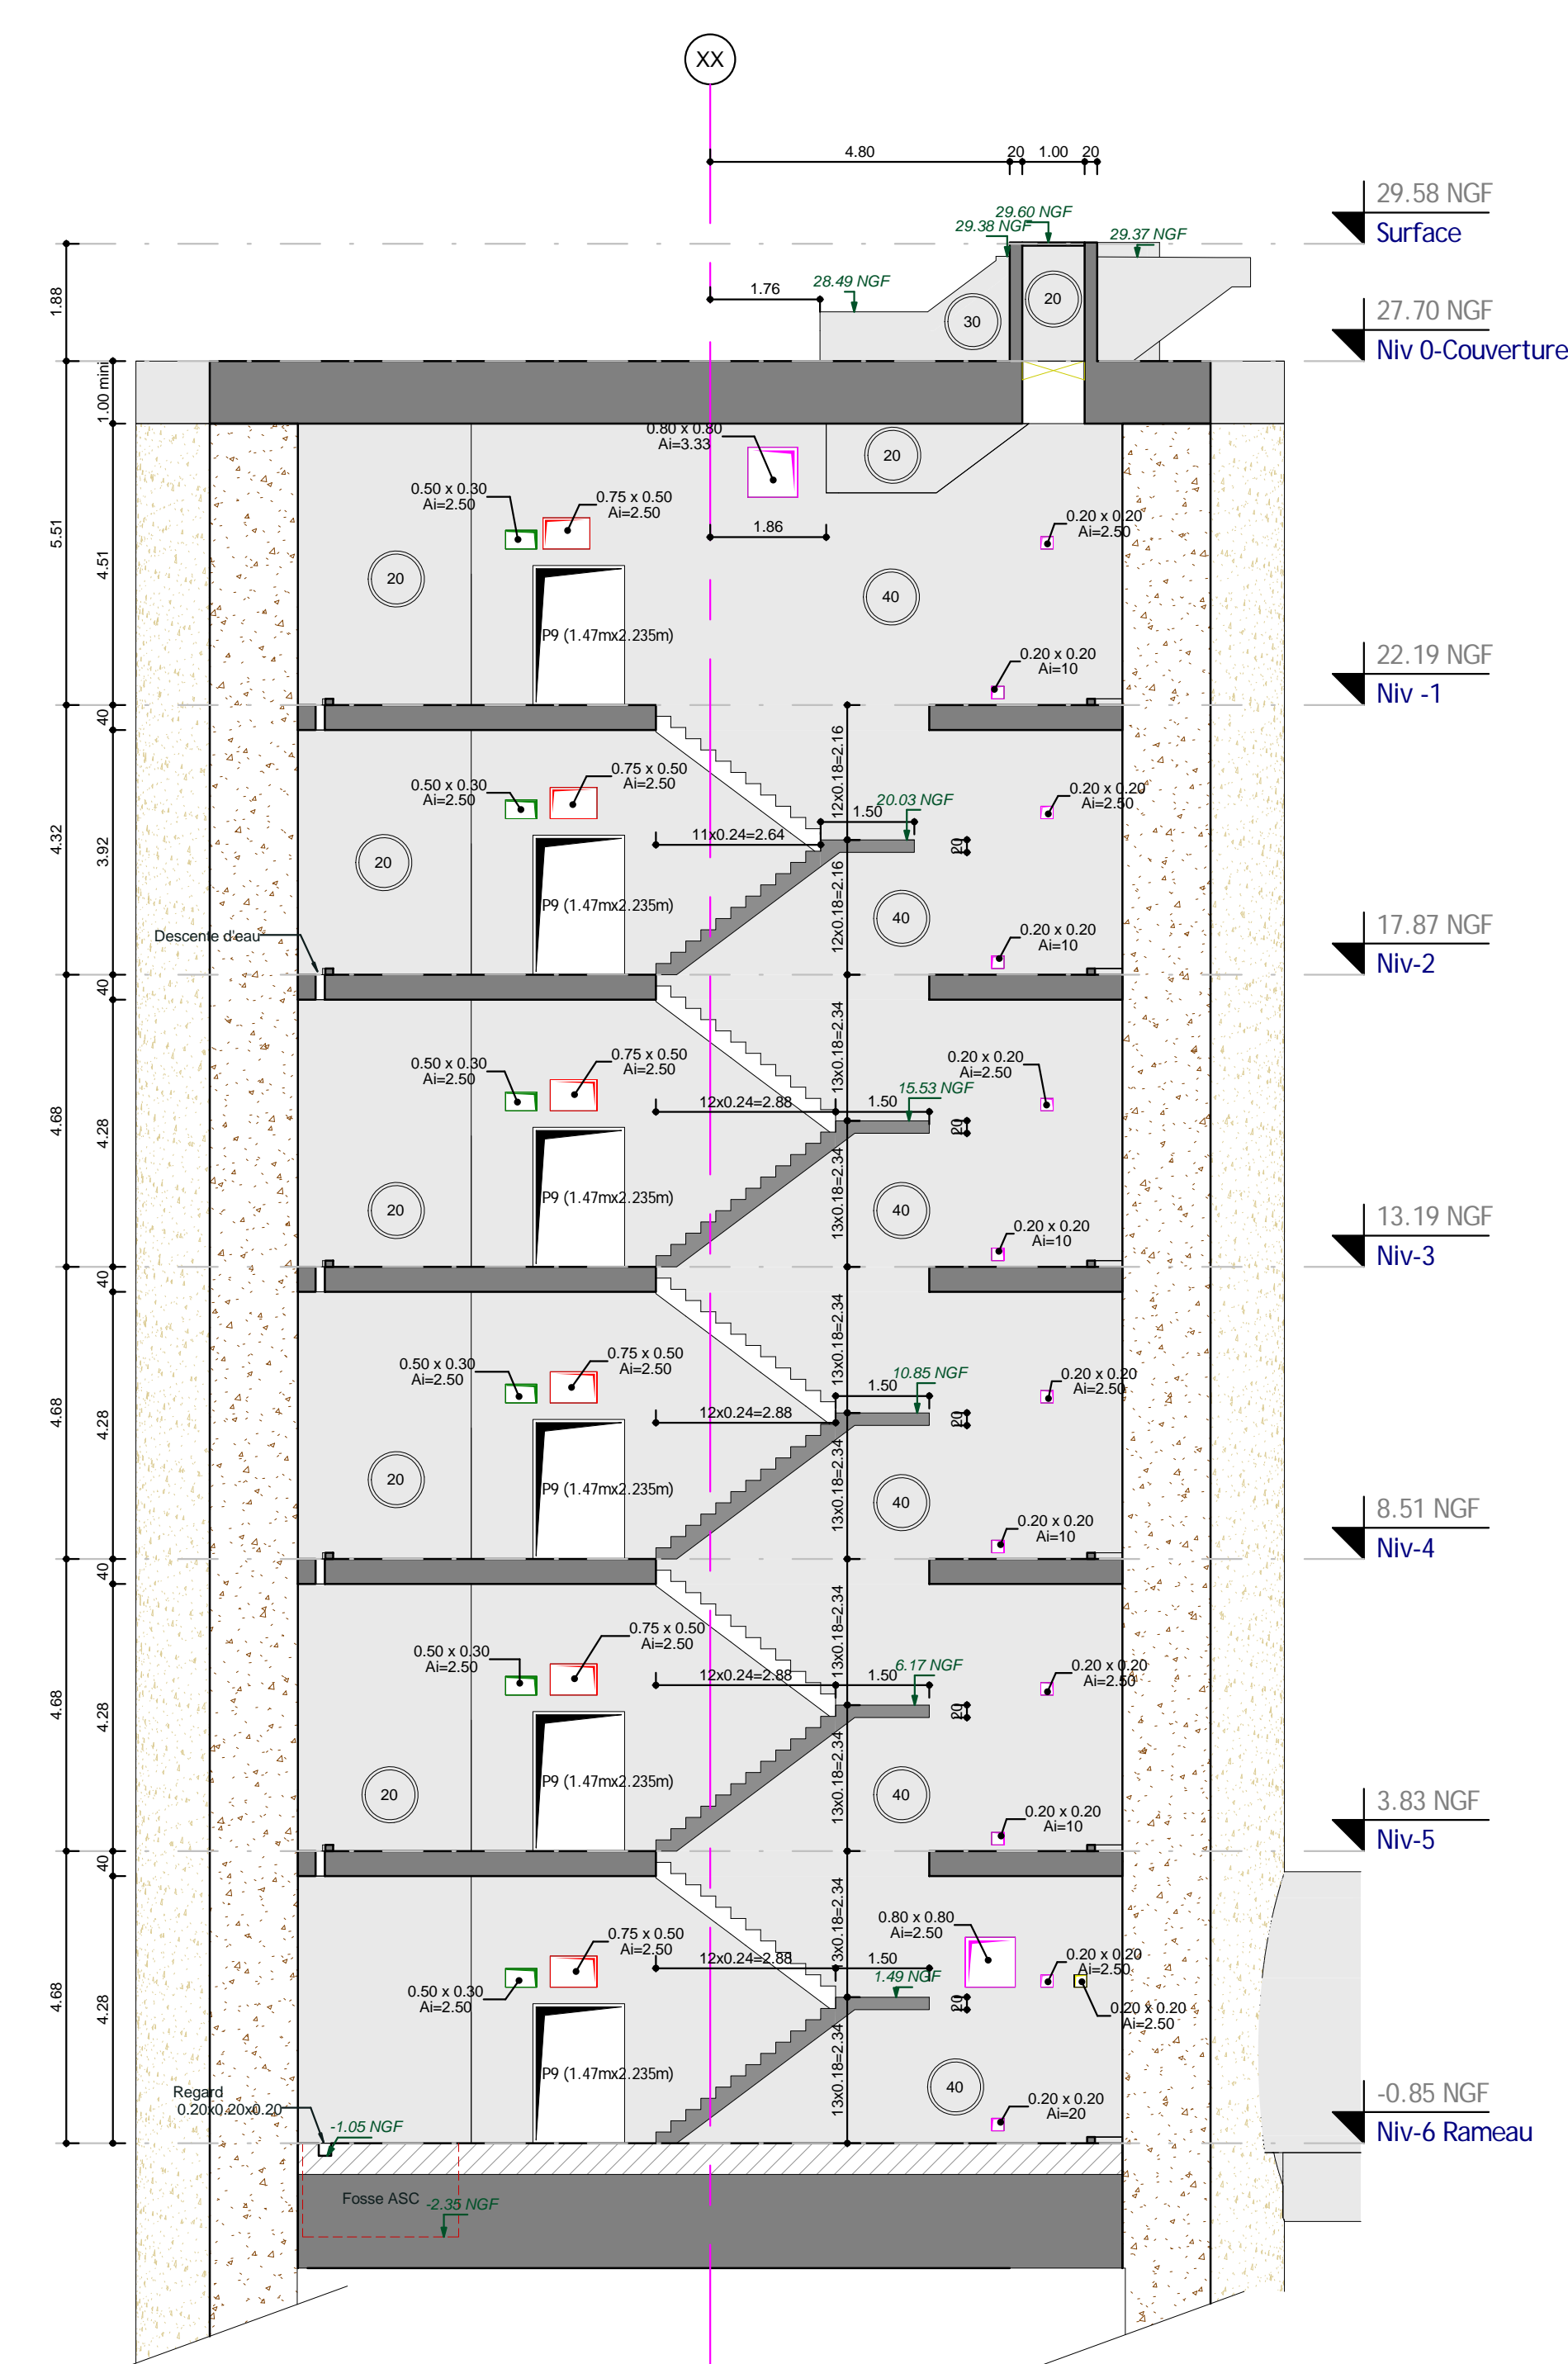 XX
4.80
20
1.00
20
29.58 NGF
Surface
29.60 NGF
29.38 NGF
29.37 NGF
28.49 NGF
1.76
30
20
1.88
27.70 NGF
Niv 0-Couverture
1.00 mini
0.80 x 0.80
Ai=3.33
20
0.50 x 0.30
Ai=2.50
0.75 x 0.50
Ai=2.50
1.86
0.20 x 0.20
Ai=2.50
5.51
4.51
20
40
P9 (1.47mx2.235m)
0.20 x 0.20
Ai=10
22.19 NGF
Niv -1
40
12x0.18=2.16
0.50 x 0.30
Ai=2.50
0.75 x 0.50
Ai=2.50
20.03 NGF
1.50
0.20 x 0.20
Ai=2.50
11x0.24=2.64
20
4.32
3.92
20
12x0.18=2.16
P9 (1.47mx2.235m)
40
Descente d'eau
0.20 x 0.20
Ai=10
17.87 NGF
Niv-2
40
13x0.18=2.34
0.50 x 0.30
Ai=2.50
0.75 x 0.50
Ai=2.50
0.20 x 0.20
Ai=2.50
15.53 NGF
12x0.24=2.88
1.50
20
4.68
4.28
13x0.18=2.34
P9 (1.47mx2.235m)
20
40
0.20 x 0.20
Ai=10
13.19 NGF
Niv-3
40
13x0.18=2.34
0.50 x 0.30
Ai=2.50
0.75 x 0.50
Ai=2.50
10.85 NGF
1.50
0.20 x 0.20
Ai=2.50
12x0.24=2.88
20
4.68
4.28
13x0.18=2.34
20
P9 (1.47mx2.235m)
40
0.20 x 0.20
Ai=10
8.51 NGF
Niv-4
40
13x0.18=2.34
0.50 x 0.30
Ai=2.50
0.75 x 0.50
Ai=2.50
6.17 NGF
12x0.24=2.88
1.50
0.20 x 0.20
Ai=2.50
20
4.68
4.28
13x0.18=2.34
P9 (1.47mx2.235m)
20
40
0.20 x 0.20
Ai=10
3.83 NGF
Niv-5
40
13x0.18=2.34
0.80 x 0.80
Ai=2.50
0.75 x 0.50
Ai=2.50
12x0.24=2.88
1.50
1.49 NGF
0.20 x 0.20
Ai=2.50
0.50 x 0.30
Ai=2.50
20
0.20 x 0.20
Ai=2.50
4.68
4.28
13x0.18=2.34
P9 (1.47mx2.235m)
40
Regard
0.20x0.20x0.20
0.20 x 0.20
Ai=20
-1.05 NGF
-0.85 NGF
Niv-6 Rameau
Fosse ASC
-2.35 NGF